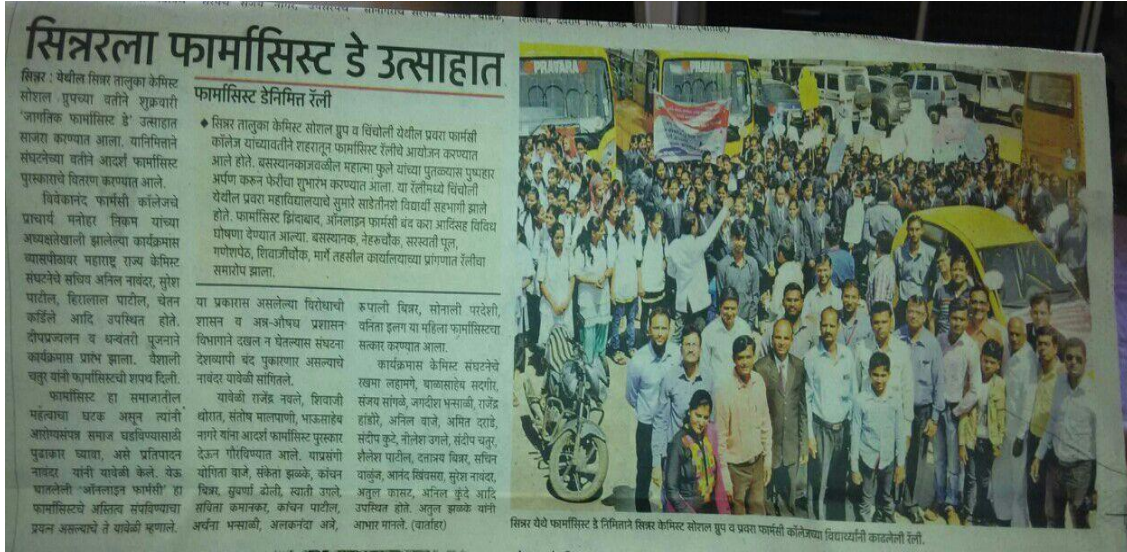 सिन्नरला फार्मासिस्ट डे उत्साहात
सिन्नर : येथील सिन्नर तालुका केमिस्ट
सोशल ग्रुपच्या वतीने शुक्रवारी
'जागतिक फार्मासिस्ट डे' उत्साहात
साजरा करण्यात आला. यानिमित्ताने
संघटनेच्या वतीने आदर्श फार्मासिस्ट
पुरस्काराचे वितरण करण्यात आले.
विवेकानंद फार्मसी कॉलेजचे
प्राचार्य मनोहर निकम यांच्या
अध्यक्षतेखाली झालेल्या कार्यक्रमास
व्यासपीठावर महाराष्ट्र राज्य केमिस्ट
संघटनेचे सचिव अनिल नावंदर, सुरेश
पाटील, हिरालाल पाटील, चेतन
कर्डिले आदि उपस्थित होते.
दीपप्रज्वलन व धन्वंतरी पूजनाने
कार्यक्रमास प्रारंभ झाला. वैशाली
चतुर यांनी फार्मासिस्टची शपथ दिली.
फार्मासिस्ट हा समाजातील
महत्वाचा घटक असून त्यांनी
आरोग्यसंपन्न समाज घडविण्यासाठी
पुढाकार घ्यावा, असे प्रतिपादन
नावंदर यांनी यावेळी केले. येऊ
घातलेली 'ऑनलाइन फार्मसी' हा
फार्मासिस्टचे अस्तित्व संपविण्याचा
प्रयत्न असल्याचे ते यावेळी म्हणाले.
फार्मासिस्ट डेनिमित्त रॅली
◆ सिन्नर तालुका केमिस्ट सोशल ग्रुप व चिंचोली येथील प्रवरा फार्मसी
कॉलेज यांच्यावतीने शहरातून फार्मासिस्ट रॅलीचे आयोजन करण्यात
आले होते. बसस्थानकाजवळील महात्मा फुले यांच्या पुतळ्यास पुष्पहार
अर्पण करून फेरीचा शुभारंभ करण्यात आला. या रॅलीमध्ये चिंचोली
येथील प्रवरा महाविद्यालयाचे सुमारे साडेतीनशे विद्यार्थी सहभागी झाले
होते. फार्मासिस्ट झिंदाबाद, ऑनलाइन फार्मसी बंद करा आदिसह विविध
घोषणा देण्यात आल्या. बसस्थानक, नेहरूचौक, सरस्वती पूल,
गणेशपेठ, शिवाजीचौक, मार्गे तहसील कार्यालयाच्या प्रांगणात रॅलीचा
समारोप झाला.
या प्रकारास असलेल्या विरोधाची
शासन व अन्न-औषध प्रशासन
विभागाने दखल न घेतल्यास संघटना
देशव्यापी बंद पुकारणार असल्याचे
नावंदर यावेळी सांगितले.
यावेळी राजेंद्र नवले, शिवाजी
थोरात, संतोष मालपाणी, भाऊसाहेब
नागरे यांना आदर्श फार्मासिस्ट पुरस्कार
देऊन गौरविण्यात आले. याप्रसंगी
योगिता वाजे, संकेता झळके, कांचन
बिन्नर, सुवर्णा ढोली, स्वाती उगले,
सविता कमानकर, कांचन पाटील,
अर्चना भन्साळी, अलकनंदा अत्रे,
रूपाली बिन्नर, सोनाली परदेशी,
वनिता इलग या महिला फार्मासिस्टचा
सत्कार करण्यात आला.
कार्यक्रमास केमिस्ट संघटनेचे
रखमा लहामगे, बाळासाहेब सदगीर,
संजय सांगळे, जगदीश भन्साळी, राजेंद्र
हांडोरे, अनिल वाजे, अमित दराडे,
संदीप कुटे, नीलेश उगले, संदीप चतुर,
शैलेश पाटील, दत्तात्रय बिन्नर, सचिन
वाळुंज, आनंद खिंवसरा, सुरेश नावंदर,
अतुल कासट, अनिल कुंदे आदि
उपस्थित होते. अतुल झळके यांनी
आभार मानले. (वार्ताहर)
PRAVARA
सिन्नर येथे फार्मासिस्ट डे निमित्ताने सिन्नर केमिस्ट सोशल ग्रुप व प्रवरा फार्मसी कॉलेजच्या विद्यार्थ्यांनी काढलेली रॅली.